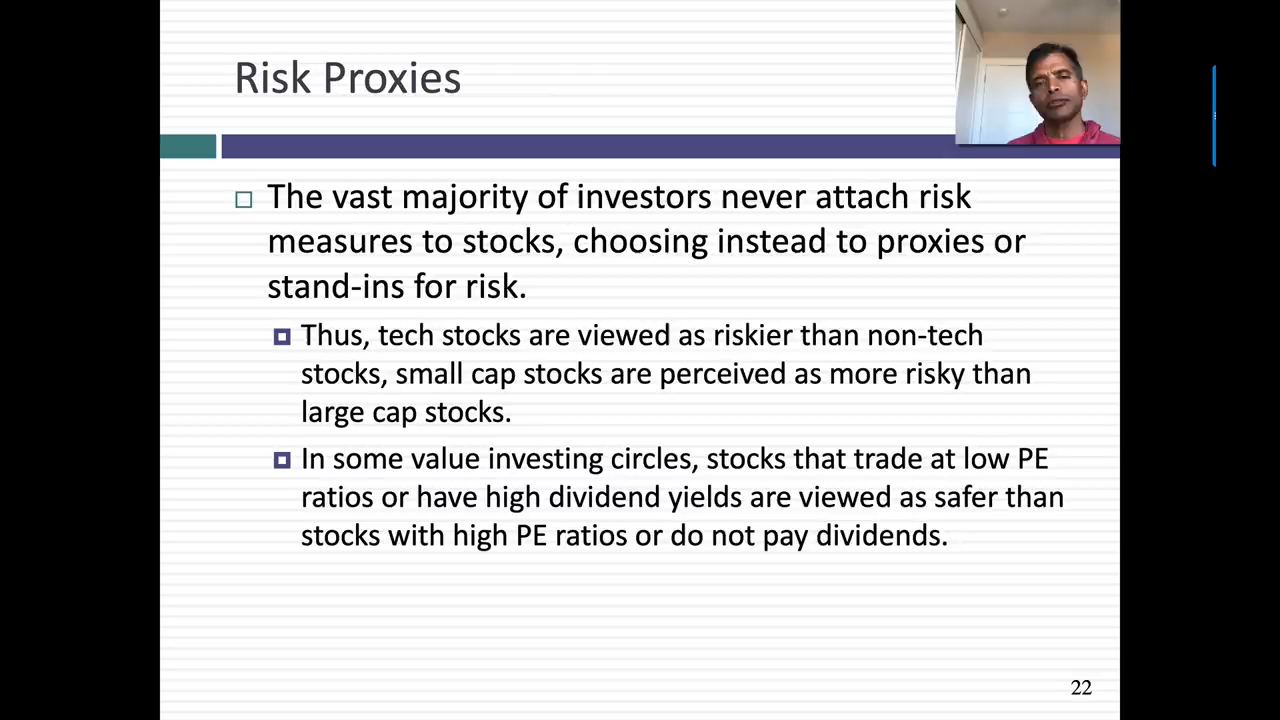 Risk Proxies
The vast majority of investors never attach risk
measures to stocks, choosing instead to proxies or
stand-ins for risk.
Thus, tech stocks are viewed as riskier than non-tech
stocks, small cap stocks are perceived as more risky than
large cap stocks.
In some value investing circles, stocks that trade at low PE
ratios or have high dividend yields are viewed as safer than
stocks with high PE ratios or do not pay dividends.
22